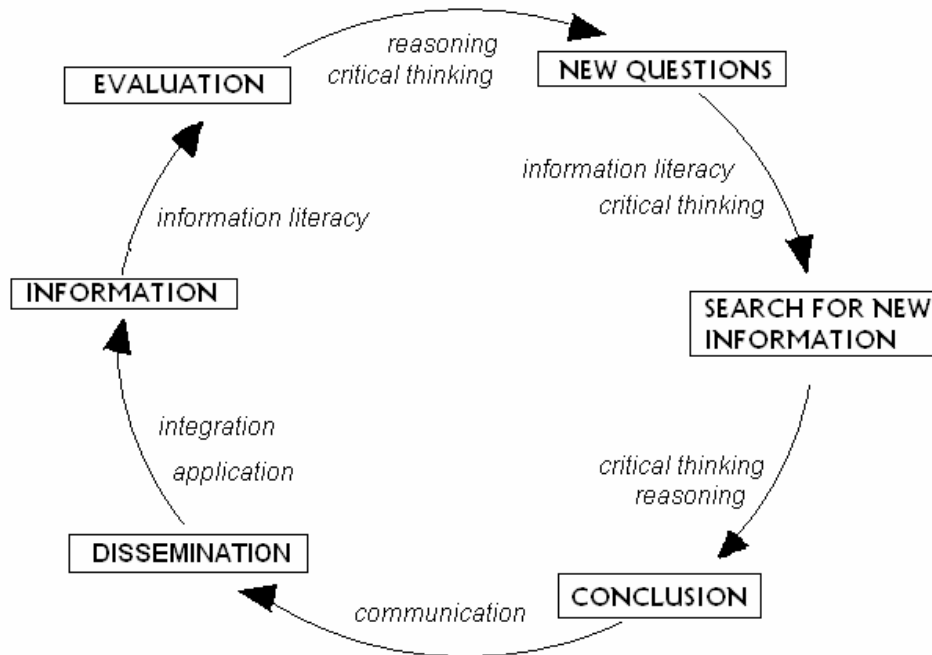 reasoning
critical thinking
EVALUATION
NEW QUESTIONS
information literacy
critical thinking
information literacy
INFORMATION
SEARCH FOR NEW
INFORMATION
integration
application
critical thinking
reasoning
DISSEMINATION
CONCLUSION
communication